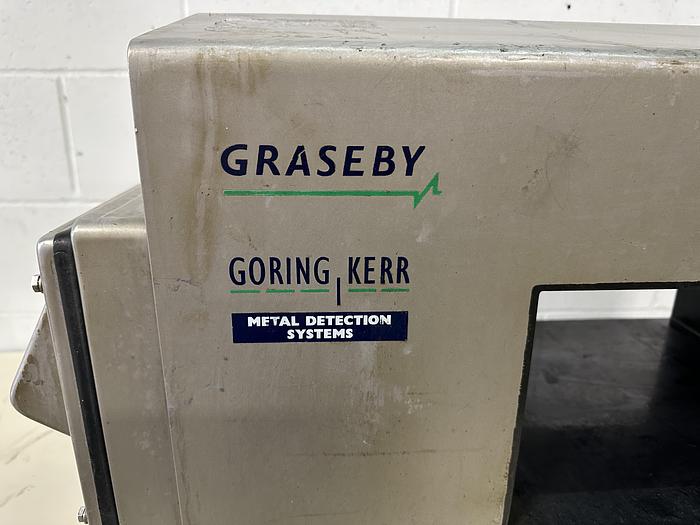 GRASEBY
GORING KERR
METAL DETECTION
SYSTEMS